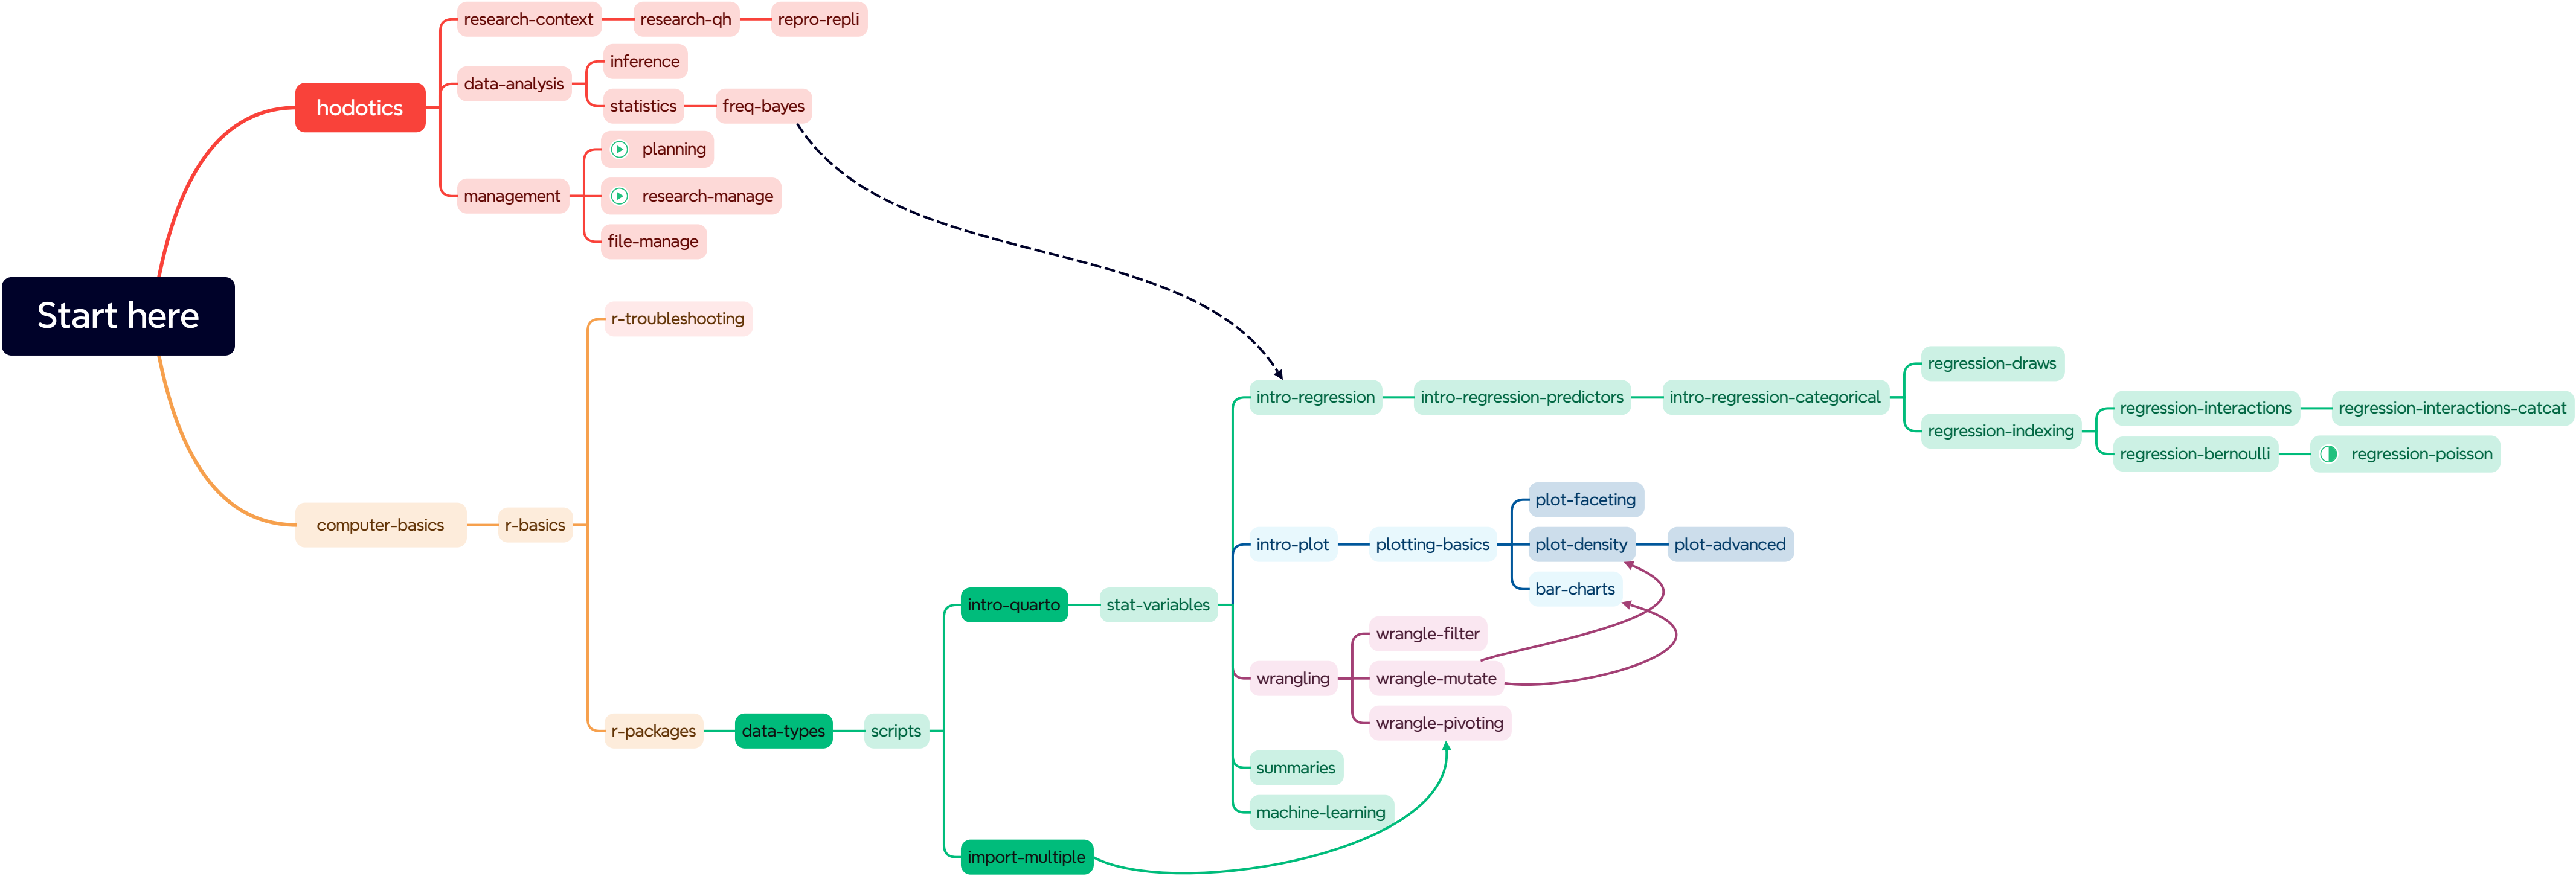 Start here
hodotics
research-context
research-qh
repro-repli
data-analysis
inference
statistics
freq-bayes
management
planning
research-manage
file-manage
computer-basics
r-basics
r-troubleshooting
r-packages
data-types
scripts
intro-quarto
stat-variables
intro-regression
intro-regression-predictors
intro-regression-categorical
regression-draws
regression-indexing
regression-interactions
regression-interactions-catcat
regression-bernoulli
regression-poisson
intro-plot
plotting-basics
plot-faceting
plot-density
plot-advanced
bar-charts
wrangling
wrangle-filter
wrangle-mutate
wrangle-pivoting
summaries
machine-learning
import-multiple